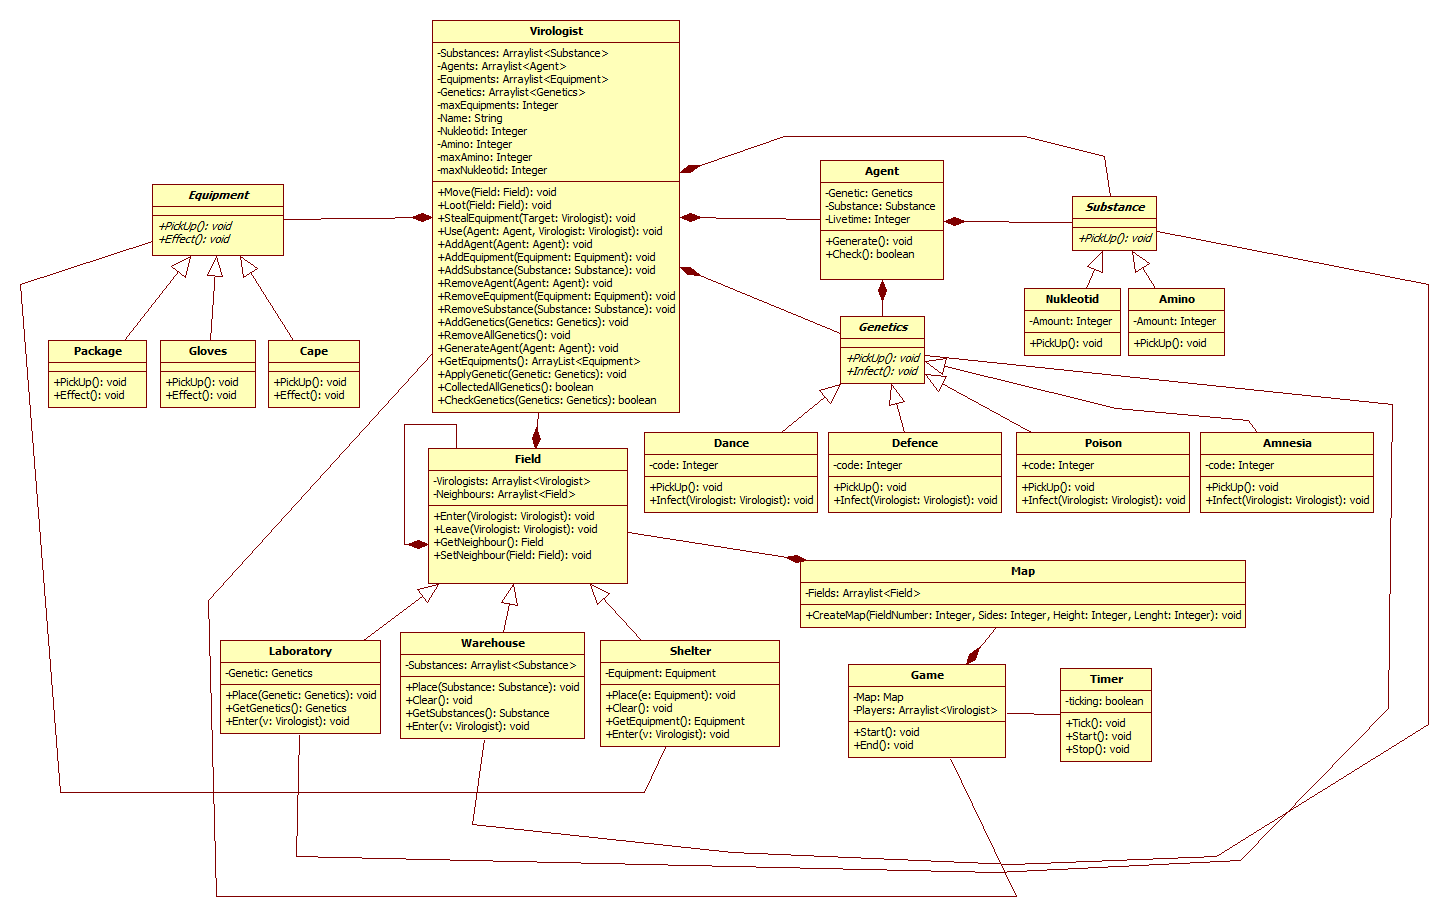 Virologist
-Substances: Arraylist<Substance>
-Agents: Arraylist<Agent>
-Equipments: Arraylist<Equipment>
-Genetics: Arraylist<Genetics>
-maxEquipments: Integer
-Name: String
-Nukleotid: Integer
-Amino: Integer
-maxAmino: Integer
-maxNukleotid: Integer
+Move(Field: Field): void
+Loot(Field: Field): void
+StealEquipment(Target: Virologist): void
+Use(Agent: Agent, Virologist: Virologist): void
+AddAgent(Agent: Agent): void
+AddEquipment(Equipment: Equipment): void
+AddSubstance(Substance: Substance): void
+RemoveAgent(Agent: Agent): void
+RemoveEquipment(Equipment: Equipment): void
+RemoveSubstance(Substance: Substance): void
+AddGenetics(Genetics: Genetics): void
+RemoveAllGenetics(): void
+GenerateAgent(Agent: Agent): void
+GetEquipments(): ArrayList<Equipment>
+ApplyGenetic(Genetic: Genetics): void
+CollectedAllGenetics(): boolean
+CheckGenetics(Genetics: Genetics): boolean
Equipment
+PickUp(): void
+Effect(): void
Agent
-Genetic: Genetics
-Substance: Substance
-Livetime: Integer
+Generate(): void
+Check(): boolean
Substance
+PickUp(): void
Nukleotid
-Amount: Integer
+PickUp(): void
Amino
-Amount: Integer
+PickUp(): void
Genetics
+PickUp(): void
+Infect(): void
Package
+PickUp(): void
+Effect(): void
Gloves
+PickUp(): void
+Effect(): void
Cape
+PickUp(): void
+Effect(): void
Dance
-code: Integer
+PickUp(): void
+Infect(Virologist: Virologist): void
Defence
-code: Integer
+PickUp(): void
+Infect(Virologist: Virologist): void
Poison
+code: Integer
+PickUp(): void
+Infect(Virologist: Virologist): void
Amnesia
-code: Integer
+PickUp(): void
+Infect(Virologist: Virologist): void
Field
-Virologists: Arraylist<Virologist>
-Neighbours: Arraylist<Field>
+Enter(Virologist: Virologist): void
+Leave(Virologist: Virologist): void
+GetNeighbour(): Field
+SetNeighbour(Field: Field): void
Map
-Fields: Arraylist<Field>
+CreateMap(FieldNumber: Integer, Sides: Integer, Height: Integer, Lenght: Integer): void
Laboratory
-Genetic: Genetics
+Place(Genetic: Genetics): void
+GetGenetics(): Genetics
+Enter(v: Virologist): void
Warehouse
-Substances: Arraylist<Substance>
+Place(Substance: Substance): void
+Clear(): void
+GetSubstances(): Substance
+Enter(v: Virologist): void
Shelter
-Equipment: Equipment
+Place(e: Equipment): void
+Clear(): void
+GetEquipment(): Equipment
+Enter(v: Virologist): void
Game
-Map: Map
-Players: Arraylist<Virologist>
+Start(): void
+End(): void
Timer
-ticking: boolean
+Tick(): void
+Start(): void
+Stop(): void